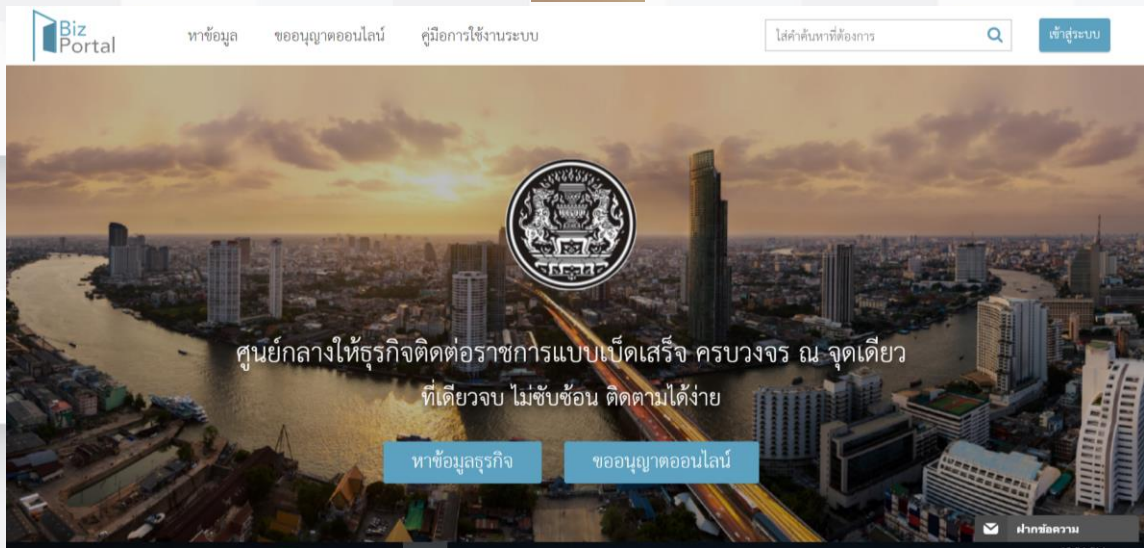 Biz
Portal
หาข้อมูล
ขออนุญาตออนไลน์
คู่มือการใช้งานระบบ
ใส่คำค้นหาที่ต้องการ
เข้าสู่ระบบ
ศูนย์กลางให้ธุรกิจติดต่อราชการแบบเบ็ดเสร็จ ครบวงจร ณ จุดเดียว
ที่เดียวจบ ไม่ซับซ้อน ติดตามได้ง่าย
หาข้อมูลธุรกิจ
ขออนุญาตออนไลน์
ฝากข้อความ